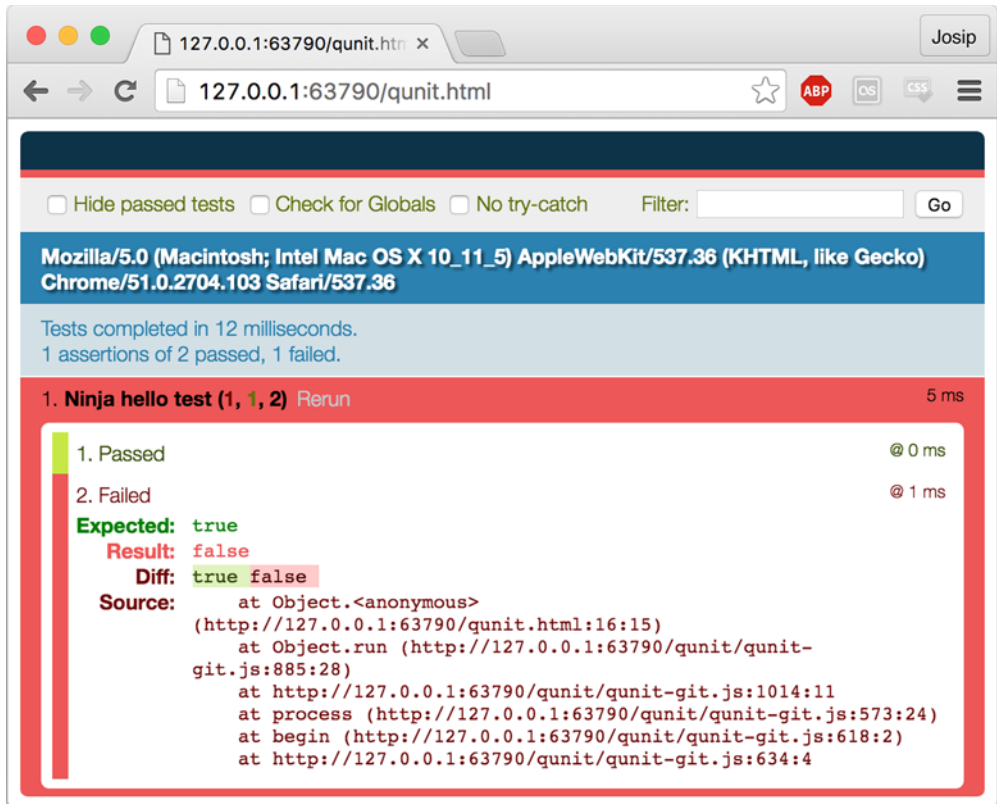 127.0.0.1:63790/qunit.htm ×
Josip
127.0.0.1:63790/qunit.html
ABP
OS
CSS
Hide passed tests Check for Globals No try-catch Filter: Go
Mozilla/5.0 (Macintosh; Intel Mac OS X 10_11_5) AppleWebKit/537.36 (KHTML, like Gecko)
Chrome/51.0.2704.103 Safari/537.36
Tests completed in 12 milliseconds.
1 assertions of 2 passed, 1 failed.
1. Ninja hello test (1, 1, 2) Rerun 5 ms
1. Passed @ 0 ms
2. Failed @ 1 ms
Expected: true
Result: false
Diff: true false
Source: at Object.<anonymous>
(http://127.0.0.1:63790/qunit.html:16:15)
at Object.run (http://127.0.0.1:63790/qunit/qunit-
git.js:885:28)
at http://127.0.0.1:63790/qunit/qunit-git.js:1014:11
at process (http://127.0.0.1:63790/qunit/qunit-git.js:573:24)
at begin (http://127.0.0.1:63790/qunit/qunit-git.js:618:2)
at http://127.0.0.1:63790/qunit/qunit-git.js:634:4